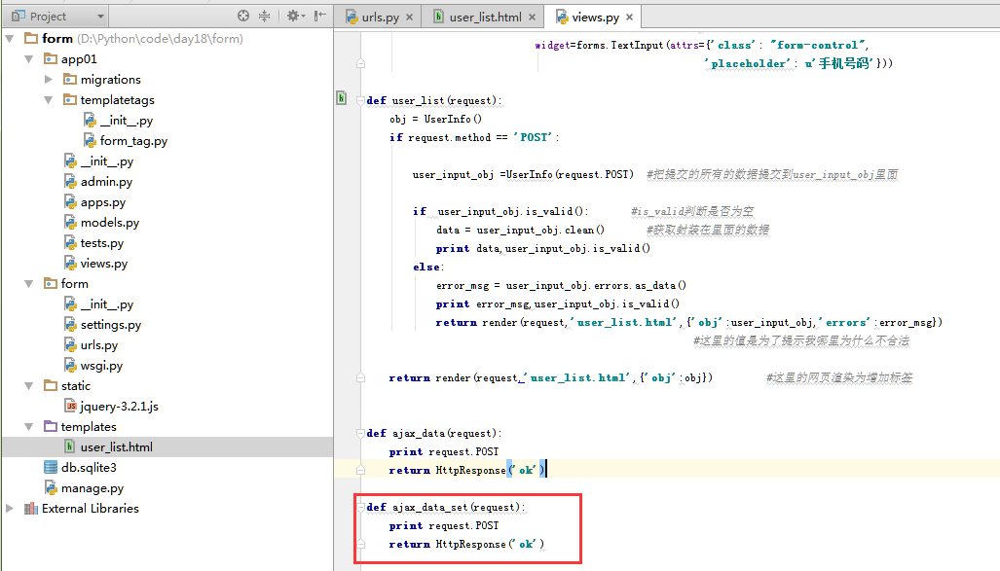 Project
urls.py
user_list.html
views.py
form (D:\Python\code\day18\form)
app01
migrations
templatetags
__init__.py
form_tag.py
__init__.py
admin.py
apps.py
models.py
tests.py
views.py
form
__init__.py
settings.py
urls.py
wsgi.py
static
jquery-3.2.1.js
templates
user_list.html
db.sqlite3
manage.py
External Libraries
widget=forms.TextInput(attrs={'class': "form-control",
'placeholder': u'手机号码'}))
def user_list(request):
obj = UserInfo()
if request.method == 'POST':
user_input_obj =UserInfo(request.POST) #把提交的所有的数据提交到user_input_obj里面
if user_input_obj.is_valid(): #is_valid判断是否为空
data = user_input_obj.clean() #获取封装在里面的数据
print data,user_input_obj.is_valid()
else:
error_msg = user_input_obj.errors.as_data()
print error_msg,user_input_obj.is_valid()
return render(request,'user_list.html',{'obj':user_input_obj,'errors':error_msg})
#这里的值是为了提示我哪里为什么不合法
return render(request,'user_list.html',{'obj':obj}) #这里的网页渲染为增加标签
def ajax_data(request):
print request.POST
return HttpResponse('ok')
def ajax_data_set(request):
print request.POST
return HttpResponse('ok')